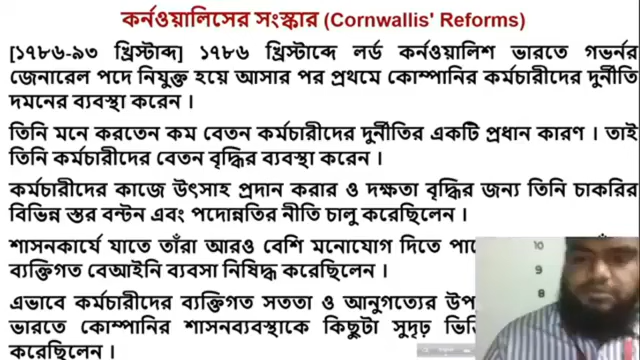 কর্নওয়ালিসের সংস্কার (Cornwallis' Reforms)
[১৭৮৬-৯৩ খ্রিস্টাব্দ] ১৭৮৬ খ্রিস্টাব্দে লর্ড কর্নওয়ালিশ ভারতে গভর্নর
জেনারেল পদে নিযুক্ত হয়ে আসার পর প্রথমে কোম্পানির কর্মচারীদের দুর্নীতি
দমনের ব্যবস্থা করেন ।
তিনি মনে করতেন কম বেতন কর্মচারীদের দুর্নীতির একটি প্রধান কারণ । তাই
তিনি কর্মচারীদের বেতন বৃদ্ধির ব্যবস্থা করেন ।
কর্মচারীদের কাজে উৎসাহ প্রদান করার ও দক্ষতা বৃদ্ধির জন্য তিনি চাকরির
বিভিন্ন স্তর বন্টন এবং পদোন্নতির নীতি চালু করেছিলেন ।
শাসনকার্যে যাতে তাঁরা আরও বেশি মনোযোগ দিতে
ব্যক্তিগত বেআইনি ব্যবসা নিষিদ্ধ করেছিলেন ।
এভাবে কর্মচারীদের ব্যক্তিগত সততা ও আনুগত্যের
ভারতে কোম্পানির শাসনব্যবস্থাকে কিছুটা সুদৃঢ়
করেছিলেন ।
10
9
8